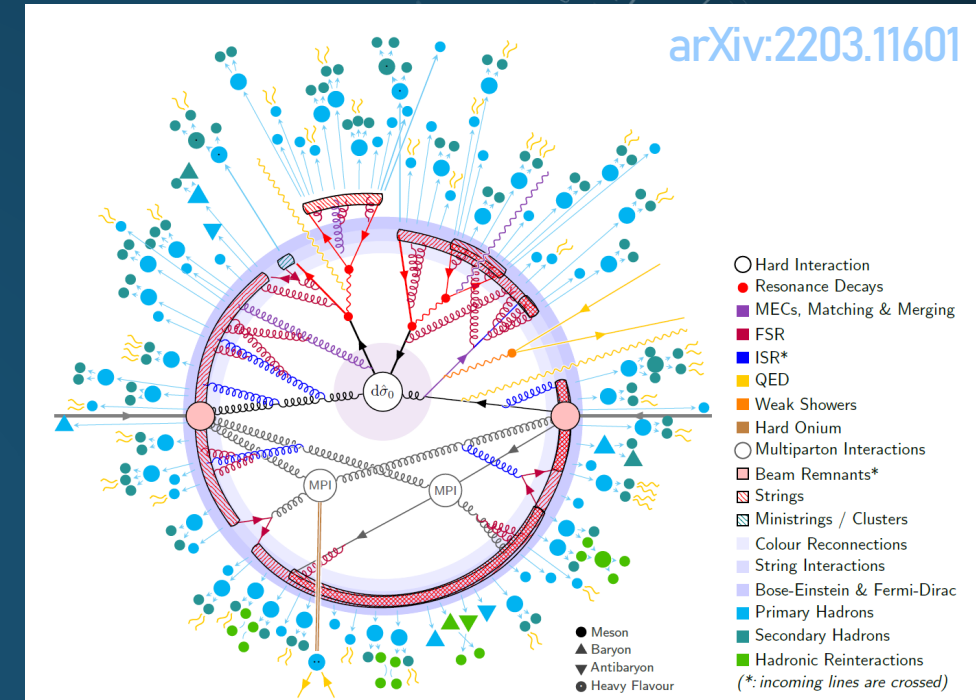 arXiv:2203.11601
dσ̂₀
MPI
MPI
Hard Interaction
Resonance Decays
MECs, Matching & Merging
FSR
ISR*
QED
Weak Showers
Hard Onium
Multiparton Interactions
Beam Remnants*
Strings
Ministrings / Clusters
Colour Reconnections
String Interactions
Bose-Einstein & Fermi-Dirac
Primary Hadrons
Secondary Hadrons
Hadronic Reinteractions
(*: incoming lines are crossed)
Meson
Baryon
Antibaryon
Heavy Flavour